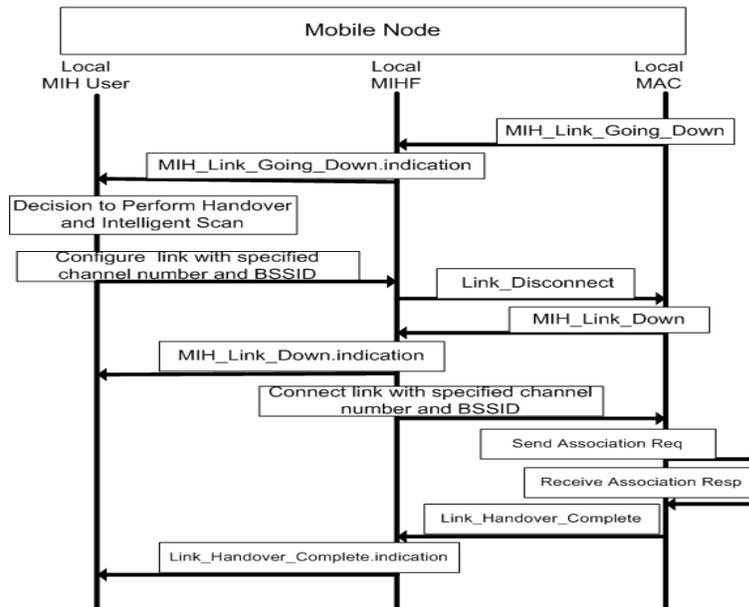 Mobile Node
Local
MIH User
Local
MIHF
Local
MAC
MIH_Link_Going_Down
MIH_Link_Going_Down.indication
Decision to Perform Handover
and Intelligent Scan
Configure link with specified
channel number and BSSID
Link_Disconnect
MIH_Link_Down
MIH_Link_Down.indication
Connect link with specified channel
number and BSSID
Send Association Req
Receive Association Resp
Link_Handover_Complete
Link_Handover_Complete.indication